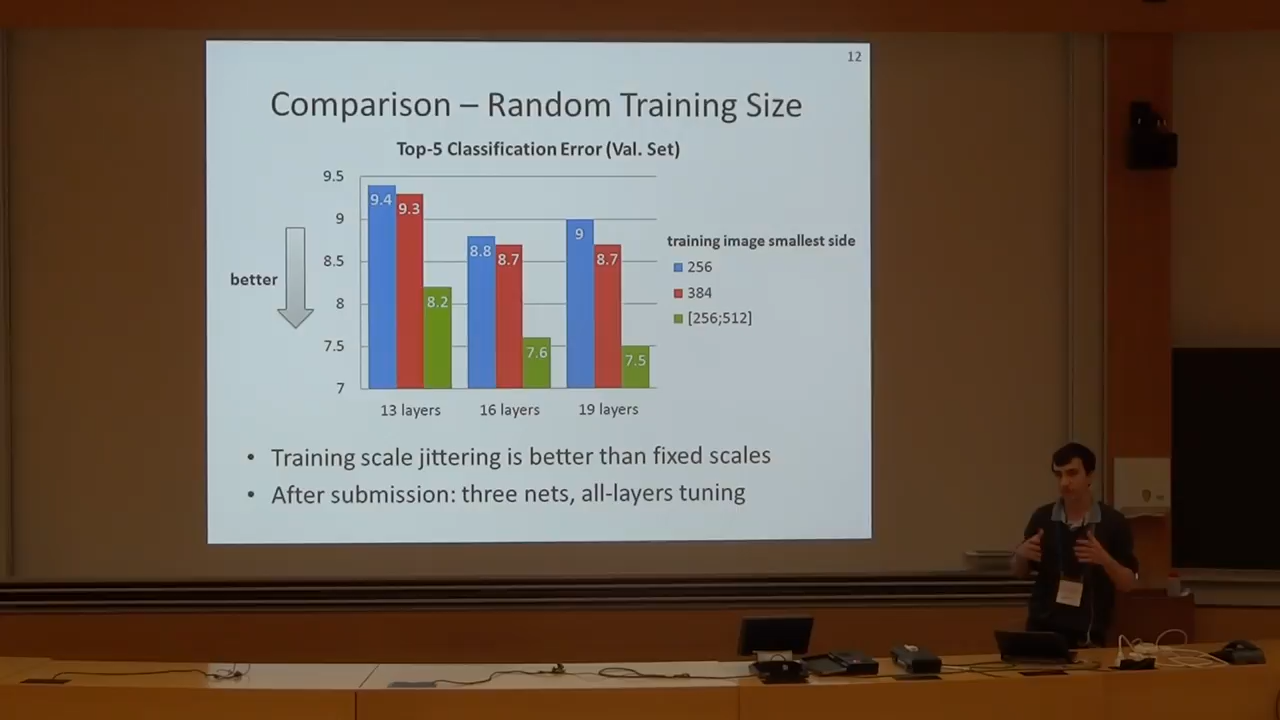 12
Comparison – Random Training Size
Top-5 Classification Error (Val. Set)
9.5
9
8.5
8
7.5
7
better
9.4
9.3
8.2
8.8
8.7
7.6
9
8.7
7.5
13 layers
16 layers
19 layers
training image smallest side
256
384
[256;512]
• Training scale jittering is better than fixed scales
• After submission: three nets, all-layers tuning